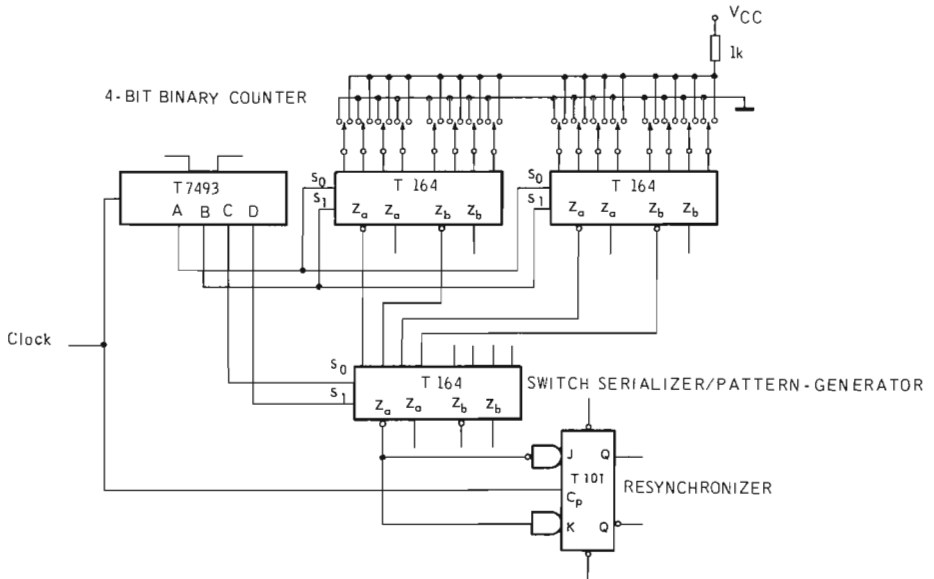 V_CC
1k
4-BIT BINARY COUNTER
T7493
A B C D
S_0
S_1
T 164
Z_a Z_a Z_b Z_b
S_0
S_1
T 164
Z_a Z_a Z_b Z_b
Clock
S_0
S_1
T 164
Z_a Z_a Z_b Z_b
SWITCH SERIALIZER/PATTERN-GENERATOR
J Q
T 101
C_p
K Q
RESYNCHRONIZER